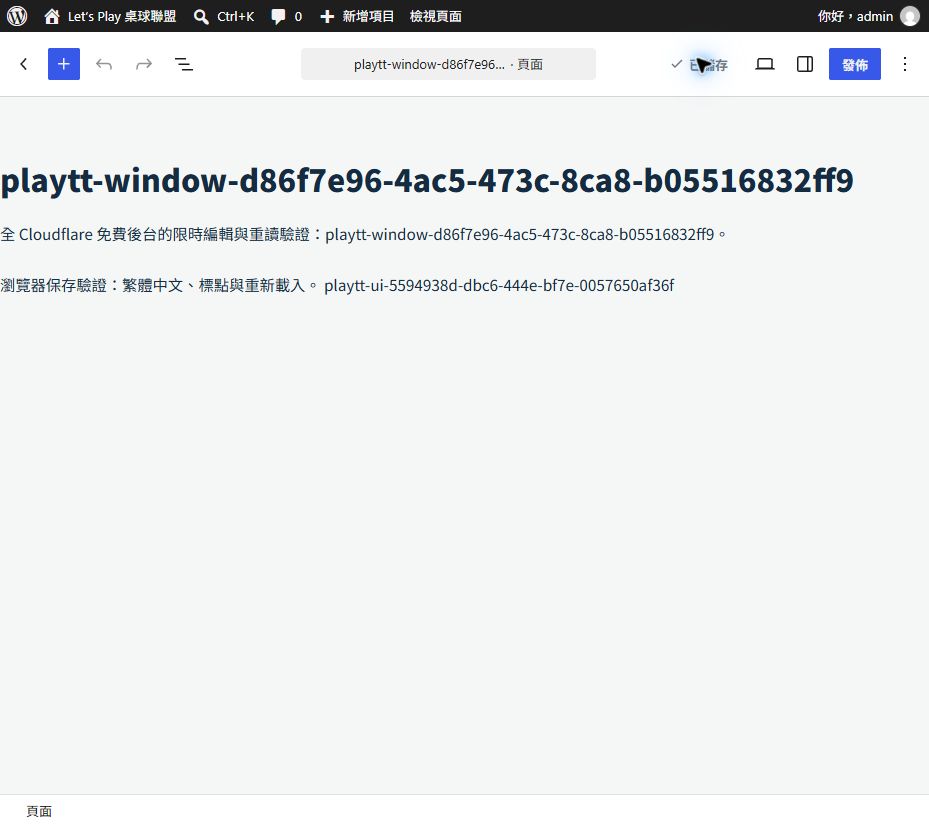 Let's Play 桌球聯盟 Ctrl+K 0 新增項目 檢視頁面 你好，admin
playtt-window-d86f7e96... · 頁面 發佈
playtt-window-d86f7e96-4ac5-473c-8ca8-b05516832ff9
全 Cloudflare 免費後台的限時編輯與重讀驗證：playtt-window-d86f7e96-4ac5-473c-8ca8-b05516832ff9。
瀏覽器保存驗證：繁體中文、標點與重新載入。 playtt-ui-5594938d-dbc6-444e-bf7e-0057650af36f
頁面